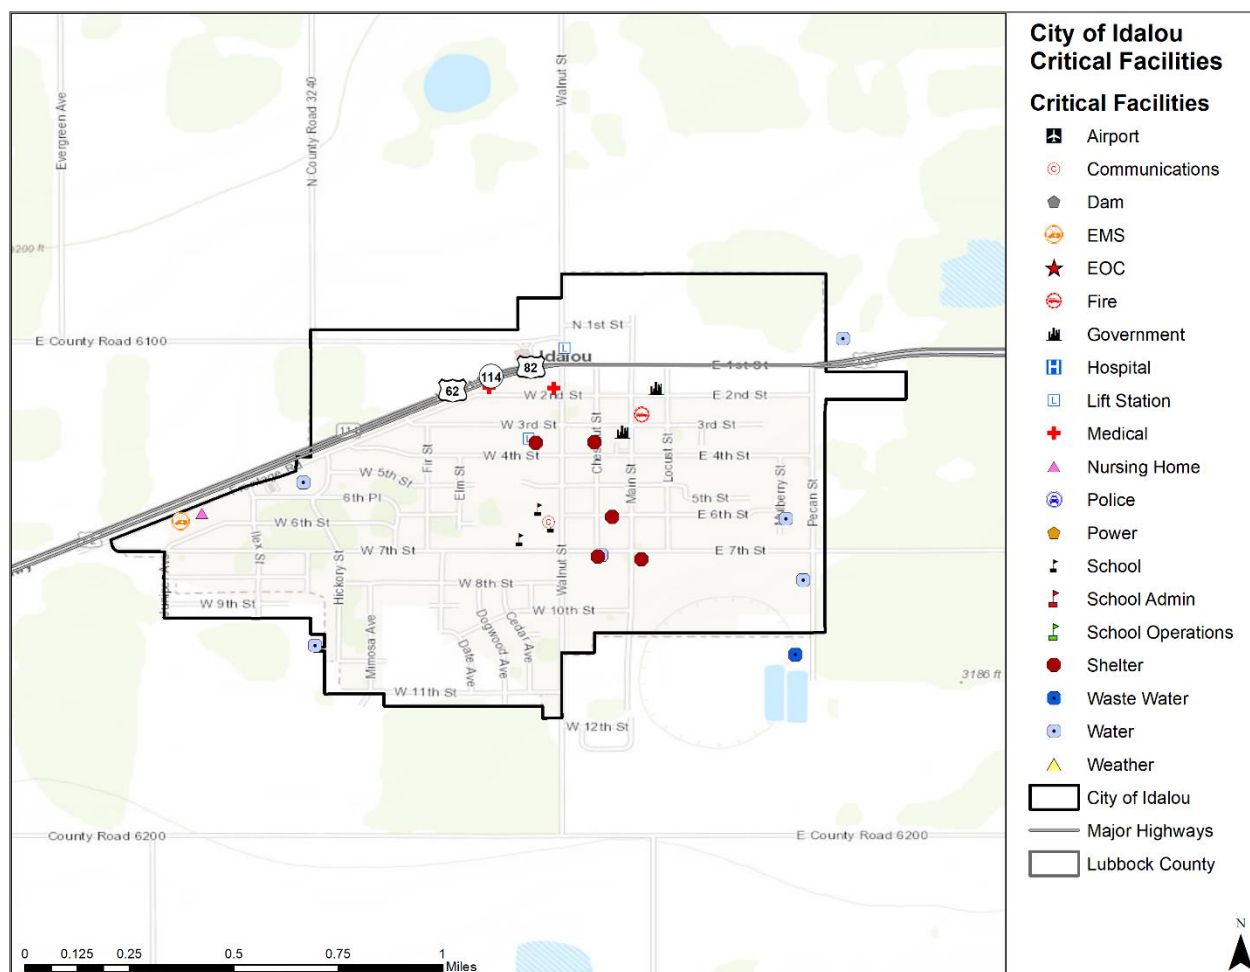 City of Idalou
Critical Facilities
Critical Facilities
Airport
Communications
Dam
EMS
EOC
Fire
Government
Hospital
Lift Station
Medical
Nursing Home
Police
Power
School
School Admin
School Operations
Shelter
Waste Water
Water
Weather
City of Idalou
Major Highways
Lubbock County
N
Evergreen Ave
N County Road 3240
Walnut St
E County Road 6100
N 1st St
Idalou
L
82
114
62
E 1st St
W 2nd St
E 2nd St
W 3rd St
3rd St
L
W 4th St
E 4th St
Fir St
Elm St
Chestnut St
Main St
Locust St
W 5th St
5th St
6th Pl
W 6th St
E 6th St
Mulberry St
Pecan St
C
Ilex St
Hickory St
W 7th St
Walnut St
E 7th St
W 8th St
W 9th St
W 10th St
Mimosa Ave
Date Ave
Dogwood Ave
Cedar Ave
3186 ft
W 11th St
W 12th St
County Road 6200
E County Road 6200
0 0.125 0.25 0.5 0.75 1
Miles